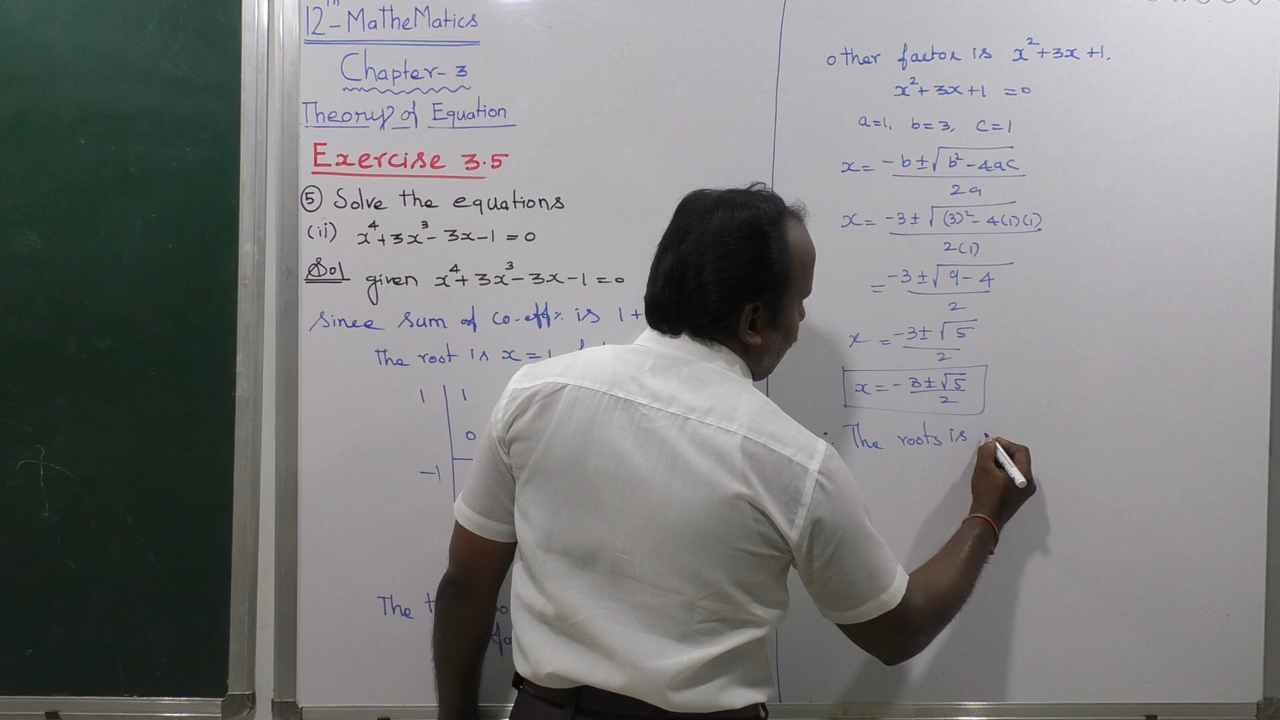 12th MatheMatics
Chapter-3
Theory of Equation
Exercise 3.5
⑤ Solve the equations
(ii) x⁴+3x³-3x-1=0
Sol given x⁴+3x³-3x-1=0
Since sum of co-effts is 1+
The root is x=1
1 1
0
-1
The
other factor is x²+3x+1.
x²+3x+1 =0
a=1, b=3, c=1
x= -b±√b²-4ac / 2a
x= -3±√(3)²-4(1)(1) / 2(1)
= -3±√9-4 / 2
x = -3±√5 / 2
x = -3±√5 / 2
∴ The roots is